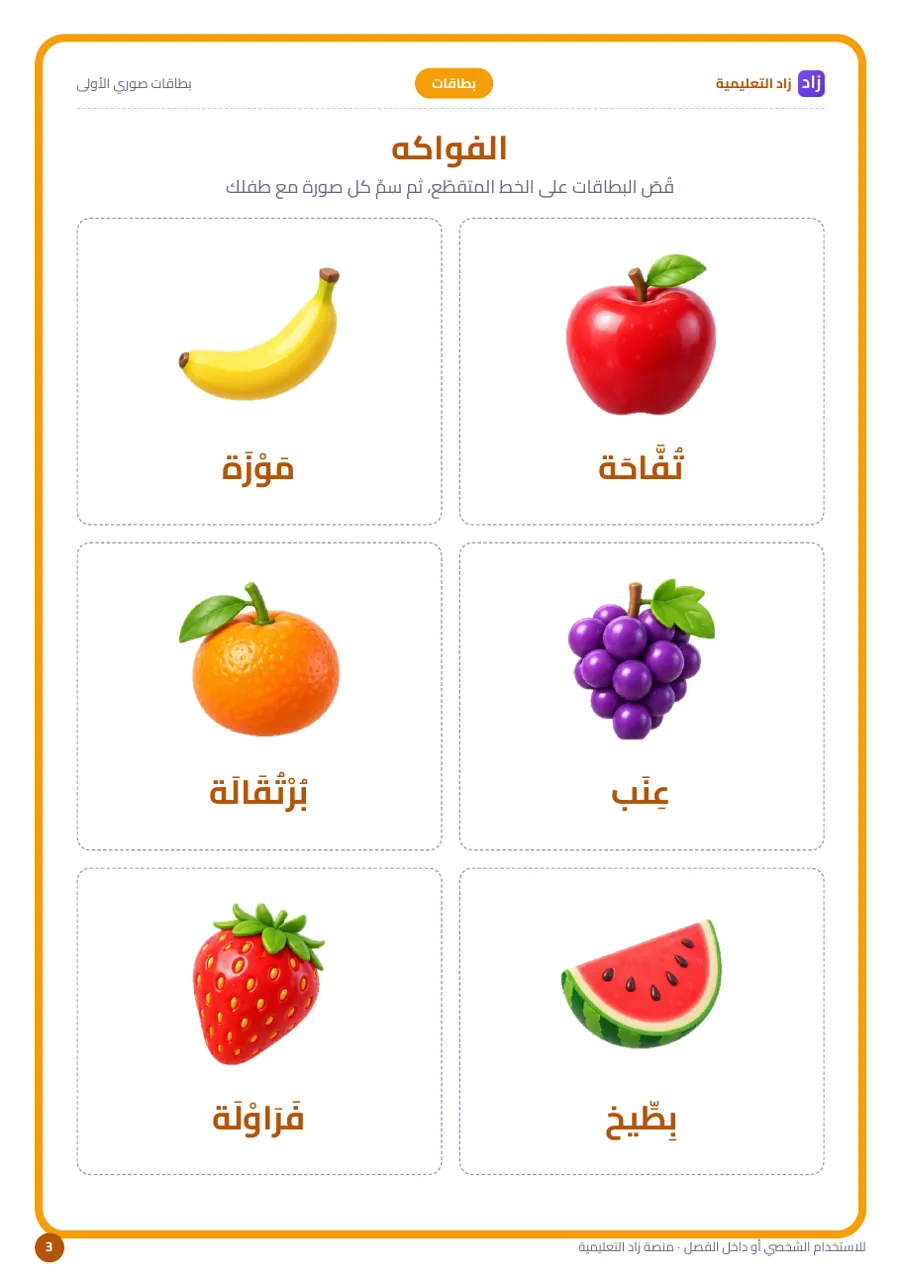 زاد زاد التعليمية
بطاقات
بطاقات صوري الأولى
الفواكه
قُصّ البطاقات على الخط المتقطّع، ثم سمِّ كل صورة مع طفلك
تُفَّاحَة
مَوْزَة
عِنَب
بُرْتُقَالَة
بِطِّيخ
فَرَاوْلَة
للاستخدام الشخصي أو داخل الفصل · منصة زاد التعليمية
3